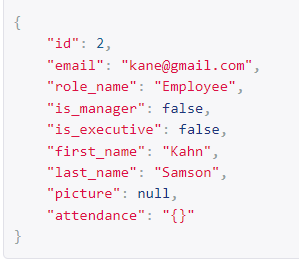 {
    "id": 2,
    "email": "kane@gmail.com",
    "role_name": "Employee",
    "is_manager": false,
    "is_executive": false,
    "first_name": "Kahn",
    "last_name": "Samson",
    "picture": null,
    "attendance": "{}"
}